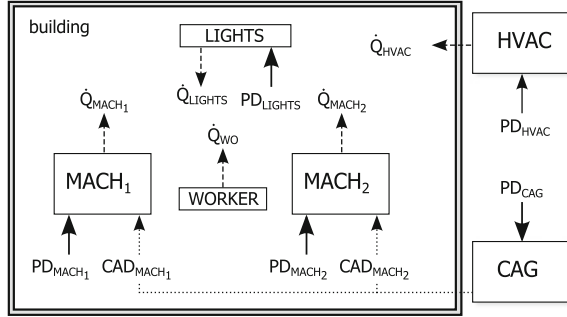 building
LIGHTS
HVAC
Q̇HVAC
Q̇MACH1
Q̇LIGHTS
PDLIGHTS
Q̇MACH2
PDHVAC
Q̇WO
MACH1
WORKER
MACH2
PDCAG
PDMACH1
CADMACH1
PDMACH2
CADMACH2
CAG